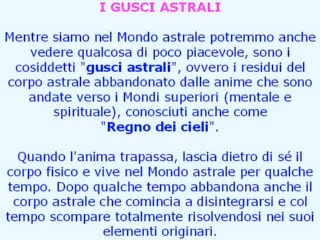 I GUSCI ASTRALI
Mentre siamo nel Mondo astrale potremmo anche
vedere qualcosa di poco piacevole, sono i
cosiddetti "gusci astrali", ovvero i residui del
corpo astrale abbandonato dalle anime che sono
andate verso i Mondi superiori (mentale e
spirituale), conosciuti anche come
"Regno dei cieli".
Quando l'anima trapassa, lascia dietro di sé il
corpo fisico e vive nel Mondo astrale per qualche
tempo. Dopo qualche tempo abbandona anche il
corpo astrale che comincia a disintegrarsi e col
tempo scompare totalmente risolvendosi nei suoi
elementi originari.